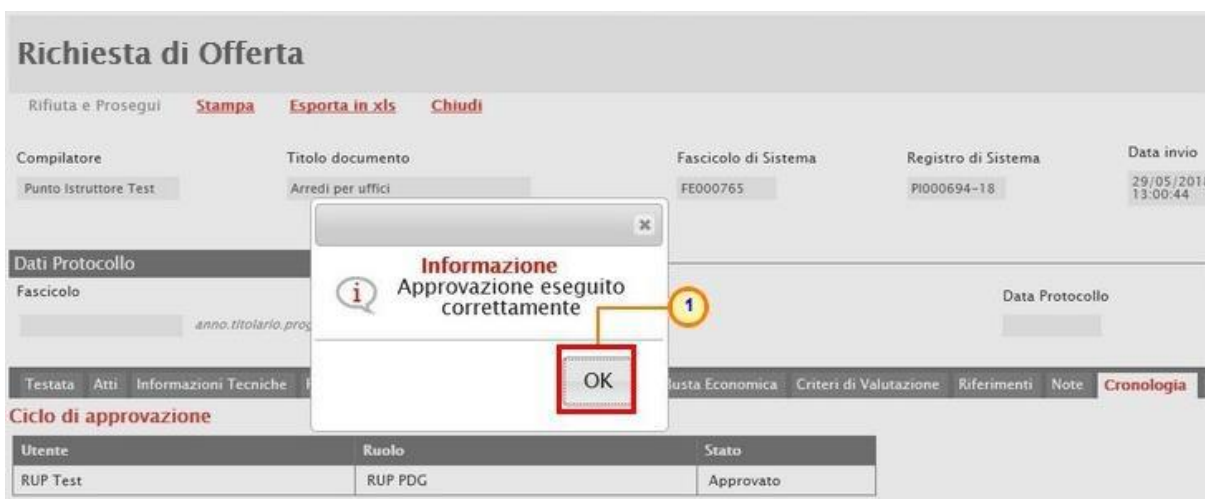 Richiesta di Offerta
Rifiuta e Prosegui Stampa Esporta in xls Chiudi
Compilatore Titolo documento Fascicolo di Sistema Registro di Sistema Data invio
Punto Istruttore Test Arredi per uffici FE000765 PI000694-18 29/05/201
13:00:44
Dati Protocollo
Informazione
Approvazione eseguito
correttamente
1
OK
Fascicolo Data Protocollo
anno.titolario.prog
Testata Atti Informazioni Tecniche Busta Economica Criteri di Valutazione Riferimenti Note Cronologia
Ciclo di approvazione
Utente Ruolo Stato
RUP Test RUP PDG Approvato